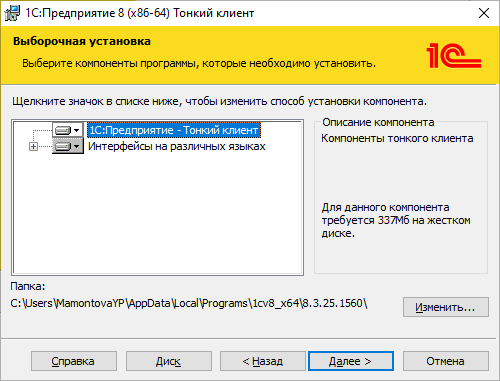 1С:Предприятие 8 (x86-64) Тонкий клиент
Выборочная установка
Выберите компоненты программы, которые необходимо установить.
1С
Щелкните значок в списке ниже, чтобы изменить способ установки компонента.
1С:Предприятие - Тонкий клиент
Интерфейсы на различных языках
Описание компонента
Компоненты тонкого клиента
Для данного компонента
требуется 337Мб на жестком
диске.
Папка:
C:\Users\MamontovaYP\AppData\Local\Programs\1cv8_x64\8.3.25.1560\
Изменить...
Справка
Диск
< Назад
Далее >
Отмена